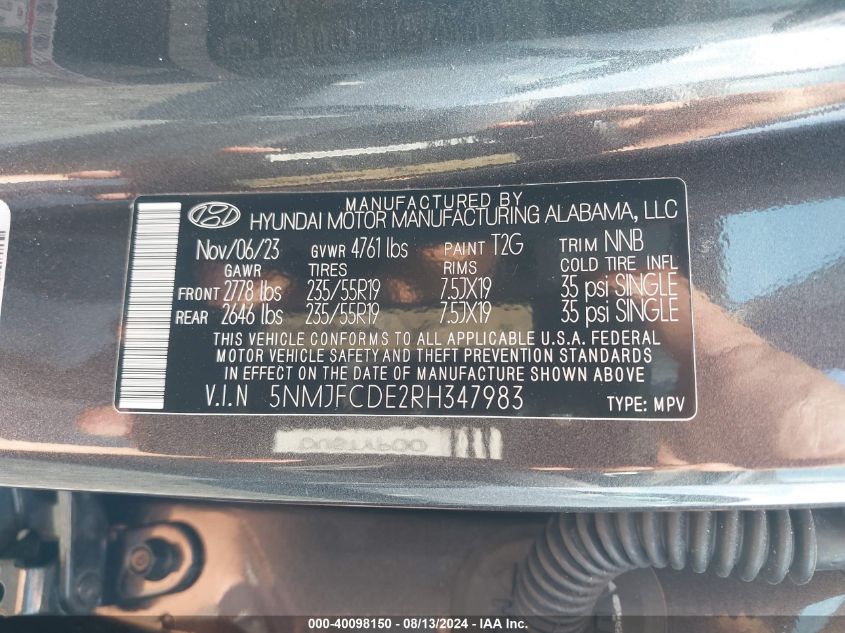 MANUFACTURED BY
HYUNDAI MOTOR MANUFACTURING ALABAMA, LLC
Nov/06/23 GVWR 4761 lbs PAINT T2G TRIM NNB
GAWR TIRES RIMS COLD TIRE INFL
FRONT 2778 lbs 235/55R19 7.5JX19 35 psi SINGLE
REAR 2646 lbs 235/55R19 7.5JX19 35 psi SINGLE
THIS VEHICLE CONFORMS TO ALL APPLICABLE U.S.A. FEDERAL
MOTOR VEHICLE SAFETY AND THEFT PREVENTION STANDARDS
IN EFFECT ON THE DATE OF MANUFACTURE SHOWN ABOVE.
V.I.N 5NMJFCDE2RH347983 TYPE: MPV
000-40098150 - 08/13/2024 - IAA Inc.